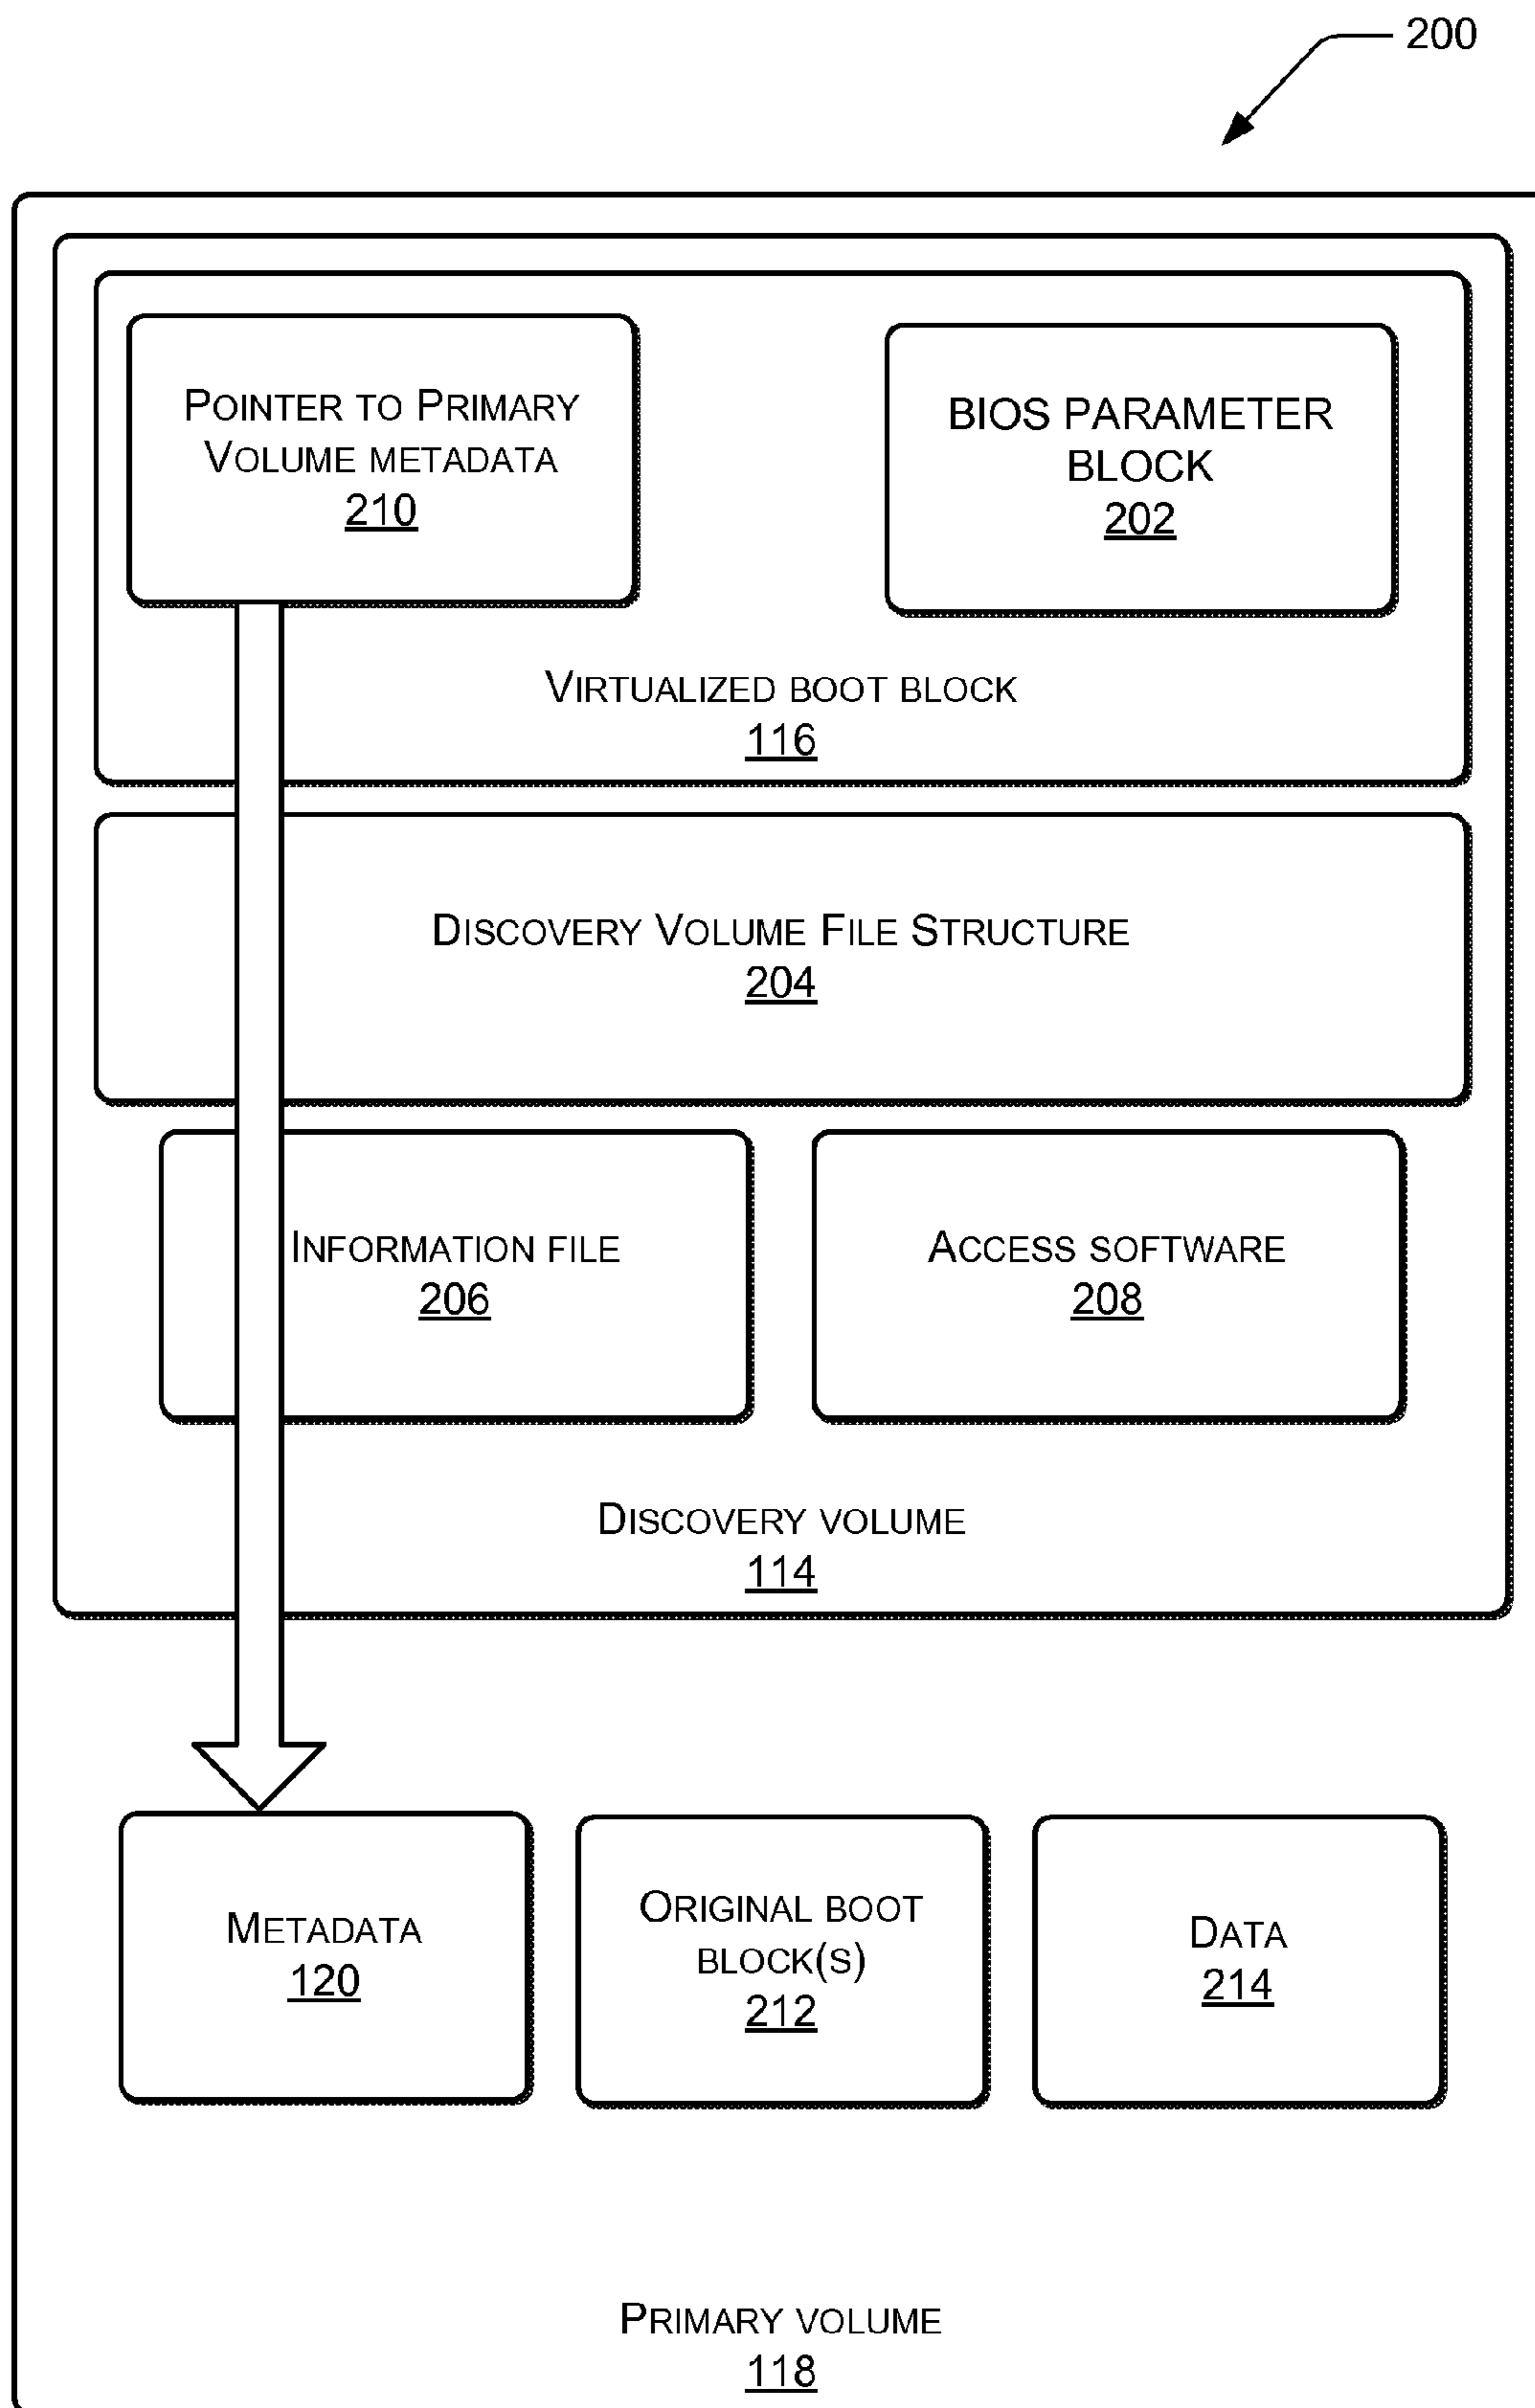 200
POINTER TO PRIMARY
VOLUME METADATA
210
BIOS PARAMETER
BLOCK
202
VIRTUALIZED BOOT BLOCK
116
DISCOVERY VOLUME FILE STRUCTURE
204
INFORMATION FILE
206
ACCESS SOFTWARE
208
DISCOVERY VOLUME
114
METADATA
120
ORIGINAL BOOT
BLOCK(S)
212
DATA
214
PRIMARY VOLUME
118